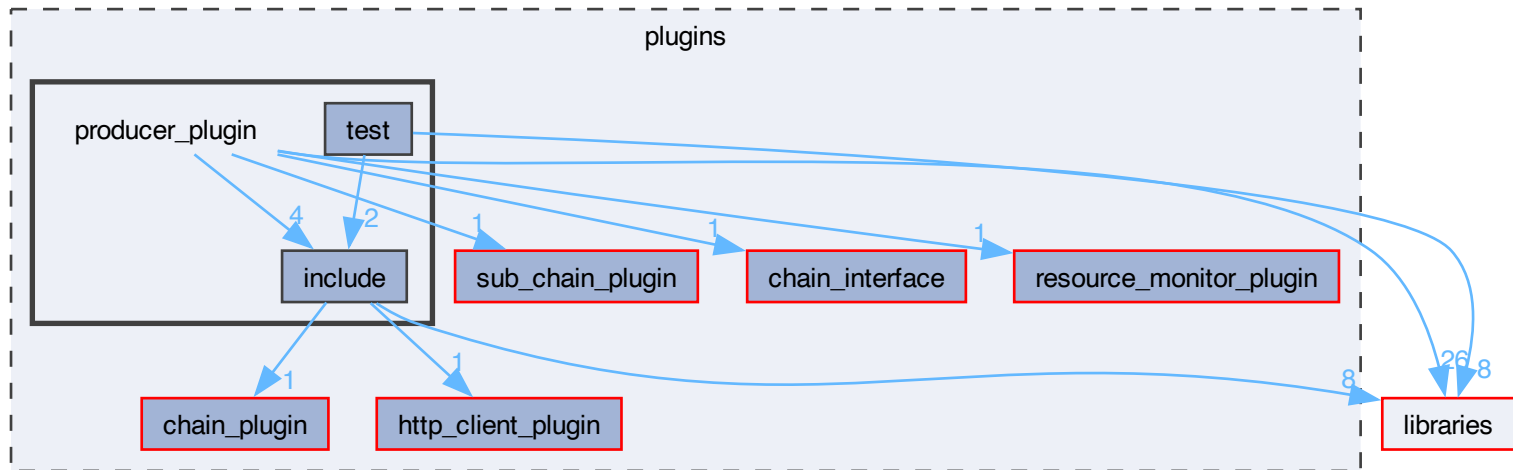 plugins
producer_plugin
test
4
2
1
1
1
include
sub_chain_plugin
chain_interface
resource_monitor_plugin
1
1
8
26
8
chain_plugin
http_client_plugin
libraries